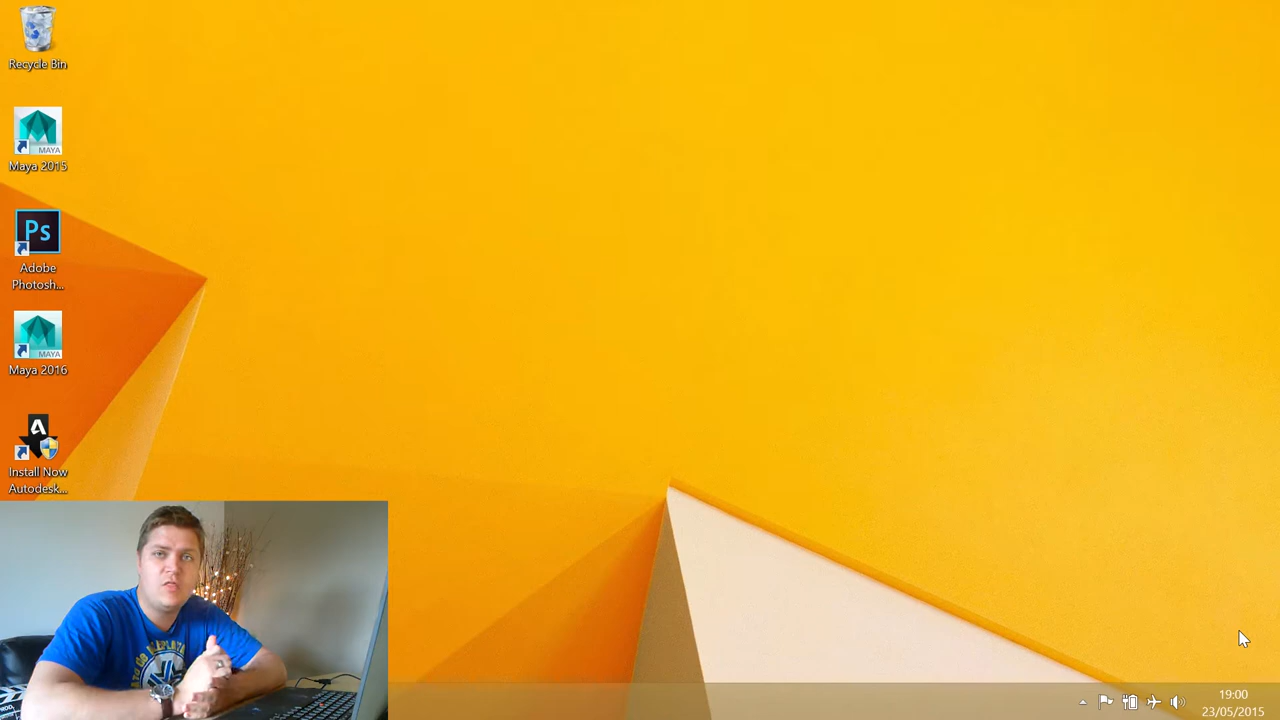 Recycle Bin
MAYA
Maya 2015
Ps
Adobe
Photosh...
MAYA
Maya 2016
A
Install Now
Autodesk...
19:00
23/05/2015